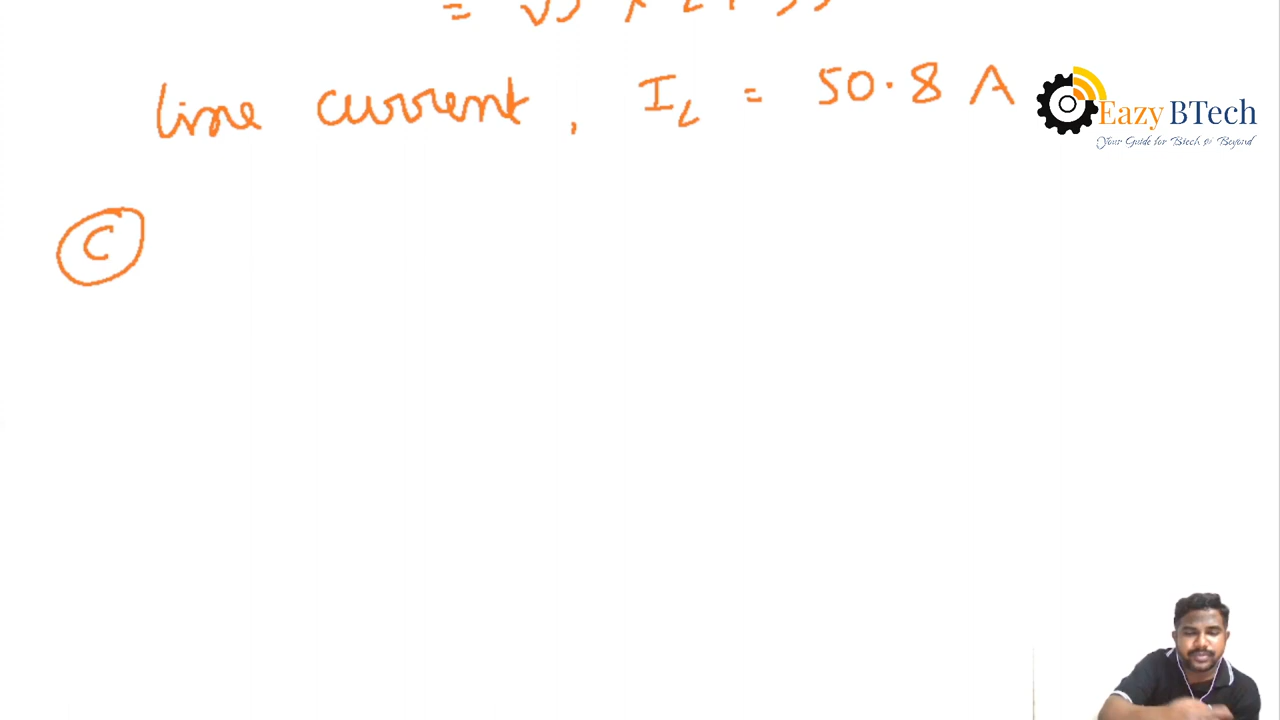 line current, I_L = 50.8 A
Eazy BTech
Your Guide for Btech & Beyond
C